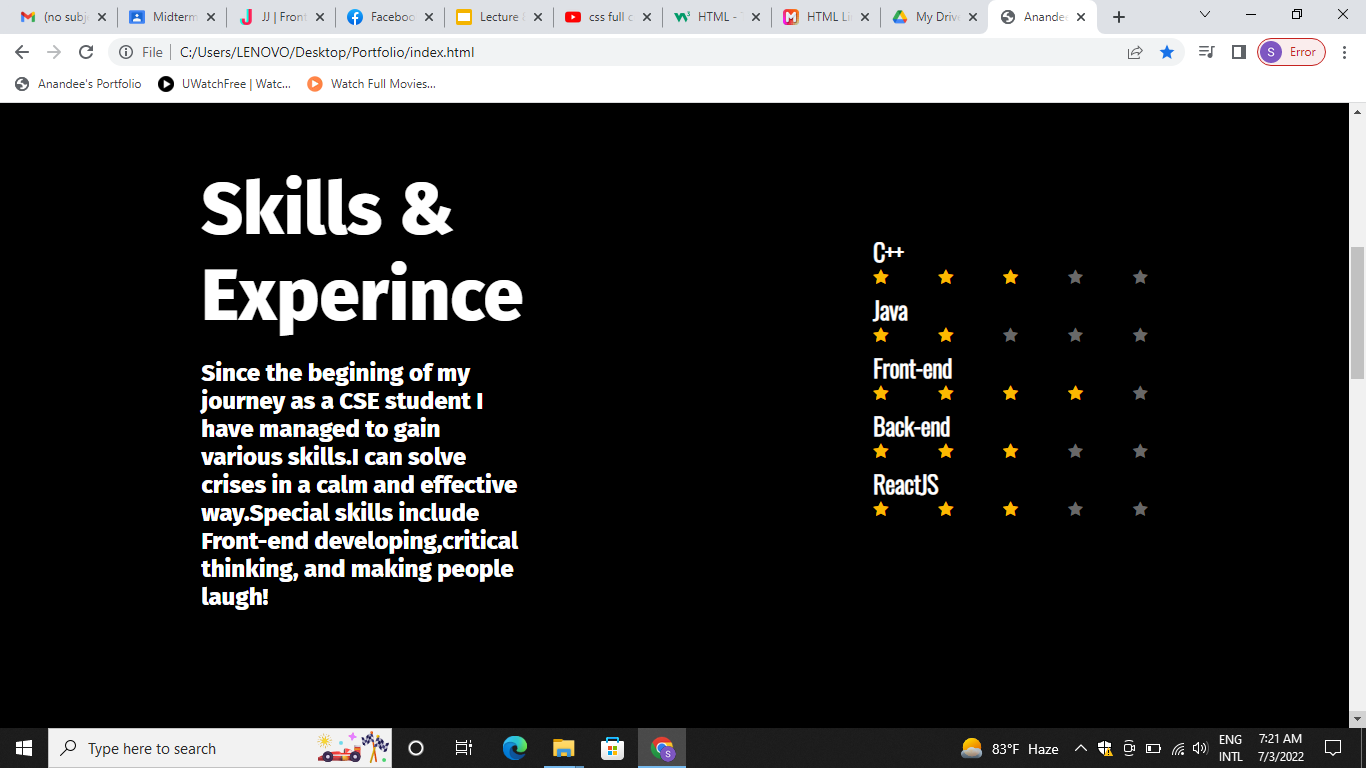 (no subj
Midterm
JJ | Front
Faceboo
Lecture
css full c
HTML - T
HTML Lin
My Drive
Anandee
File
C:/Users/LENOVO/Desktop/Portfolio/index.html
S
Error
Anandee's Portfolio
UWatchFree | Watc...
Watch Full Movies...
Skills &
Experince
Since the begining of my
journey as a CSE student I
have managed to gain
various skills.I can solve
crises in a calm and effective
way.Special skills include
Front-end developing,critical
thinking, and making people
laugh!
C++
Java
Front-end
Back-end
ReactJS
Type here to search
83°F Haze
ENG
INTL
7:21 AM
7/3/2022